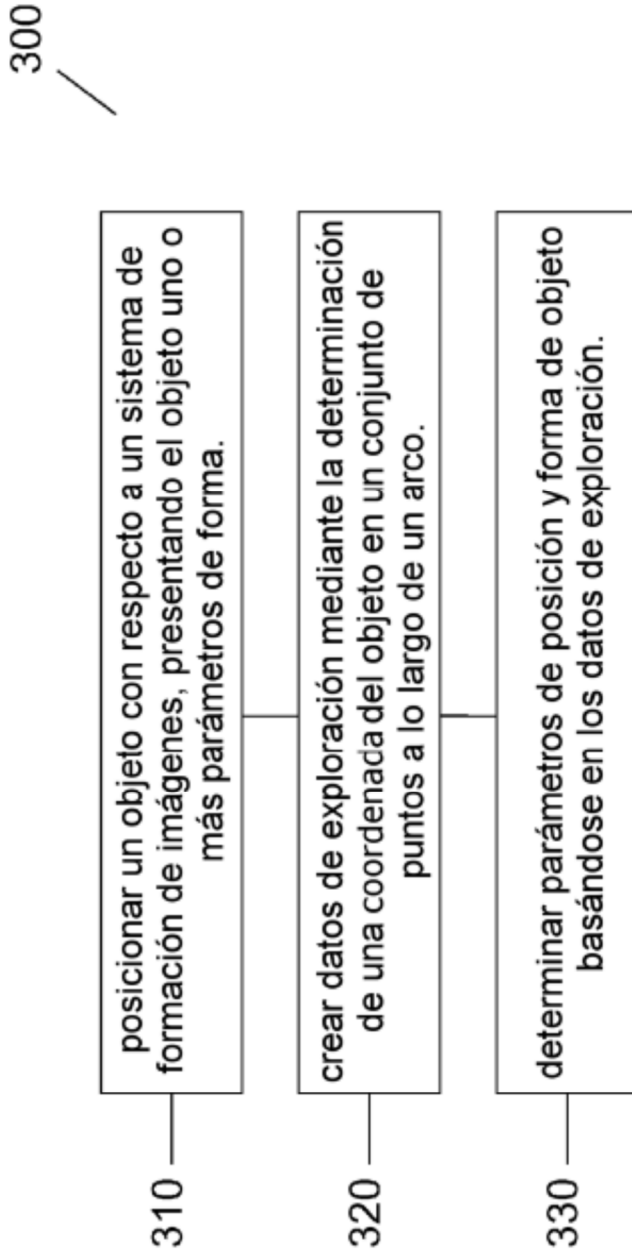 300
310
posicionar un objeto con respecto a un sistema de
formación de imágenes, presentando el objeto uno o
más parámetros de forma.
320
crear datos de exploración mediante la determinación
de una coordenada del objeto en un conjunto de
puntos a lo largo de un arco.
330
determinar parámetros de posición y forma de objeto
basándose en los datos de exploración.